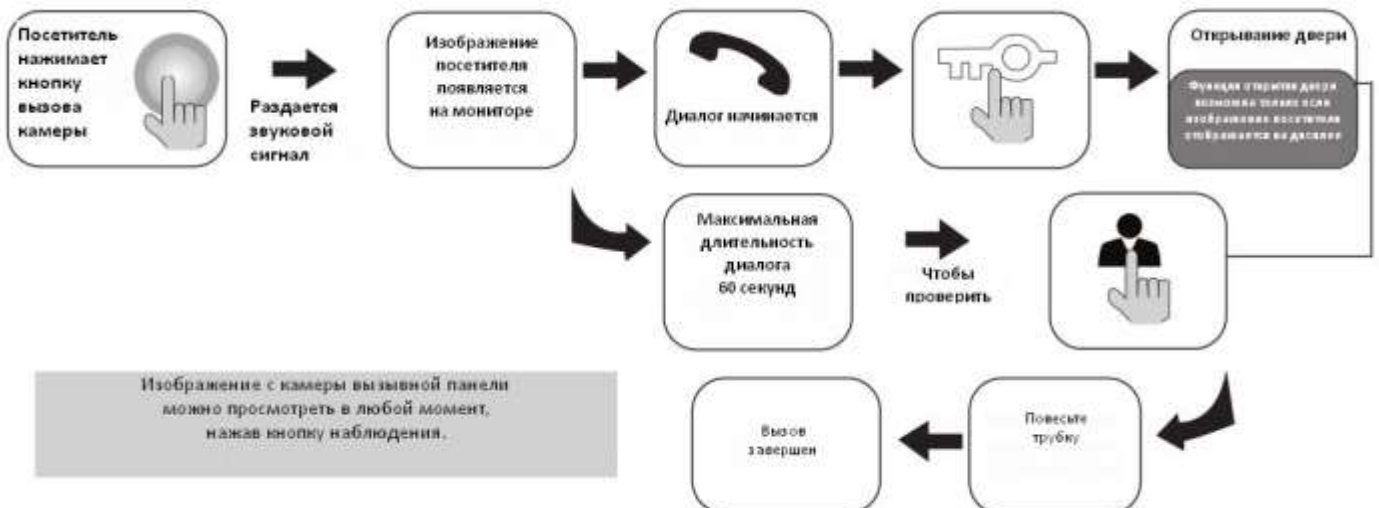 Посетитель
нажимает
кнопку
вызова
камеры
Раздается
звуковой
сигнал
Изображение
посетителя
появляется
на мониторе
Диалог начинается
Открывание двери
Функция открытия двери
возможна только если
изображение посетителя
отображается на дисплее
Максимальная
длительность
диалога
60 секунд
Чтобы
проверить
Изображение с камеры вызывной панели
можно просмотреть в любой момент,
нажав кнопку наблюдения.
Повесьте
трубку
Вызов
завершен